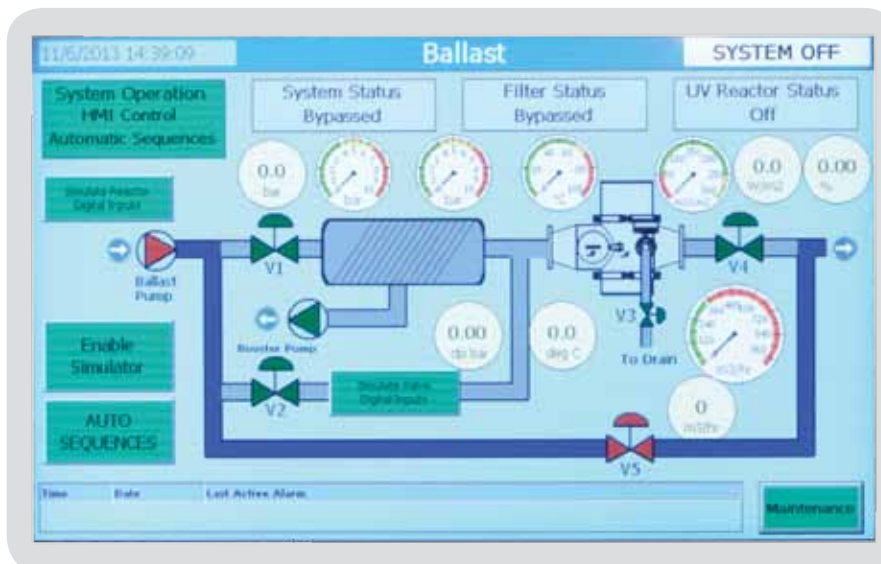 11/6/2013 14:39:09
Ballast
SYSTEM OFF
System Operation
HMI Control
Automatic Sequences
System Status
Bypassed
Filter Status
Bypassed
UV Reactor Status
Off
0.0
bar
bar
bar
0.0
W/m2
0.00
%
Simulate Reactor
Digital Inputs
V1
V4
Ballast
Pump
V3
Booster Pump
0.00
dp bar
0.0
deg C
To Drain
Enable
Simulator
m3/hr
Digital Inputs
V2
0
m3/hr
AUTO
SEQUENCES
V5
Time Date Last Active Alarm
Maintenance